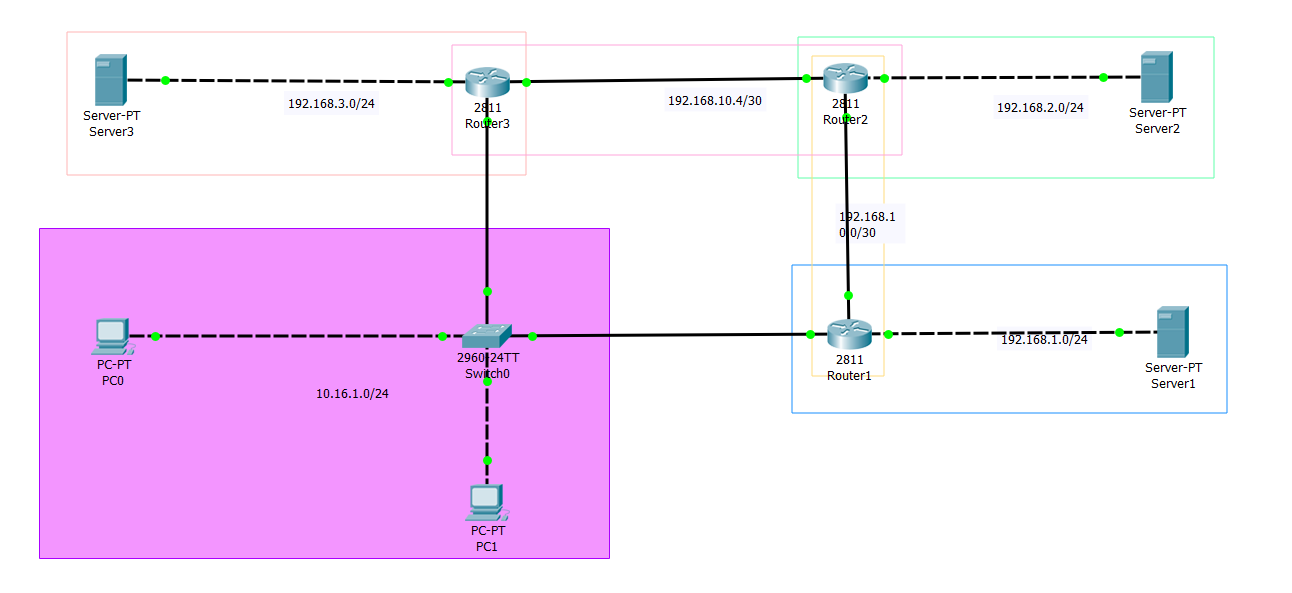 192.168.3.0/24
Server-PT
Server3
2811
Router3
192.168.10.4/30
2811
Router2
192.168.2.0/24
Server-PT
Server2
192.168.1
0.0/30
2960-24TT
Switch0
PC-PT
PC0
10.16.1.0/24
PC-PT
PC1
2811
Router1
192.168.1.0/24
Server-PT
Server1